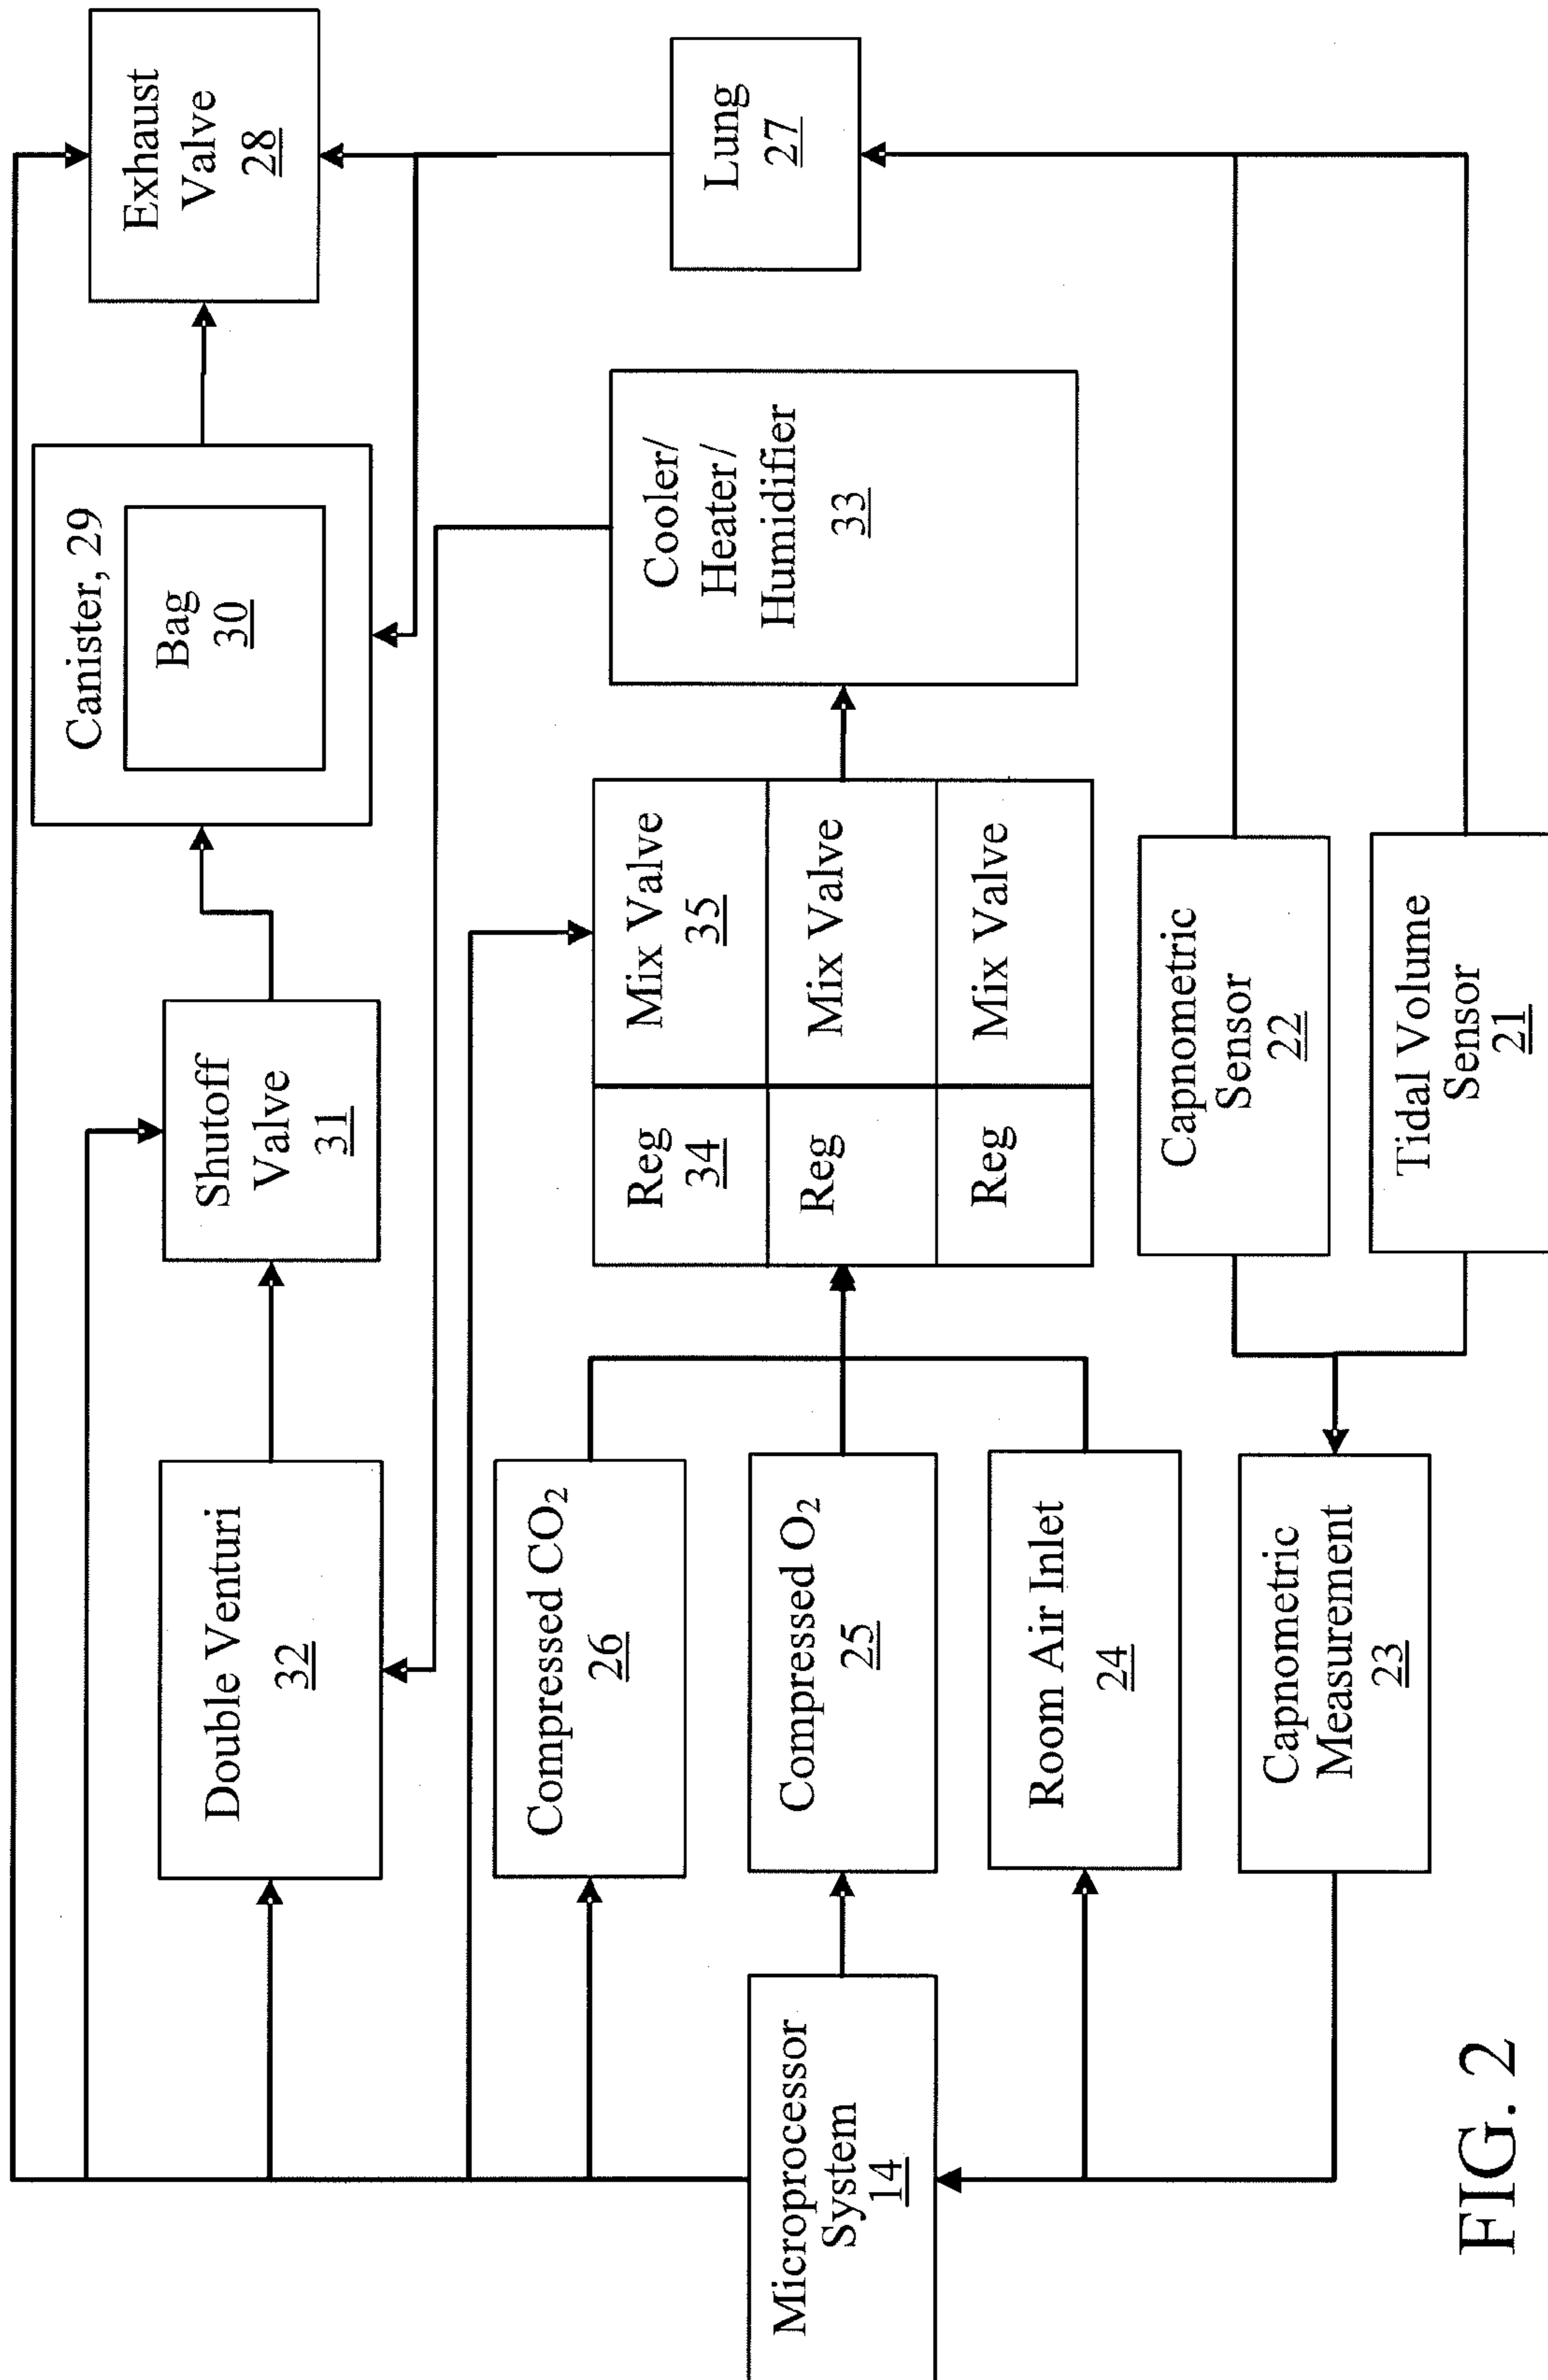 Double Venturi
32
Shutoff
Valve
31
Canister, 29
Bag
30
Exhaust
Valve
28
Compressed CO₂
26
Compressed O₂
25
Room Air Inlet
24
Reg
34
Reg
Reg
Mix Valve
35
Mix Valve
Mix Valve
Cooler/
Heater/
Humidifier
33
Lung
27
Microprocessor
System
14
Capnometric
Measurement
23
Capnometric
Sensor
22
Tidal Volume
Sensor
21
FIG. 2